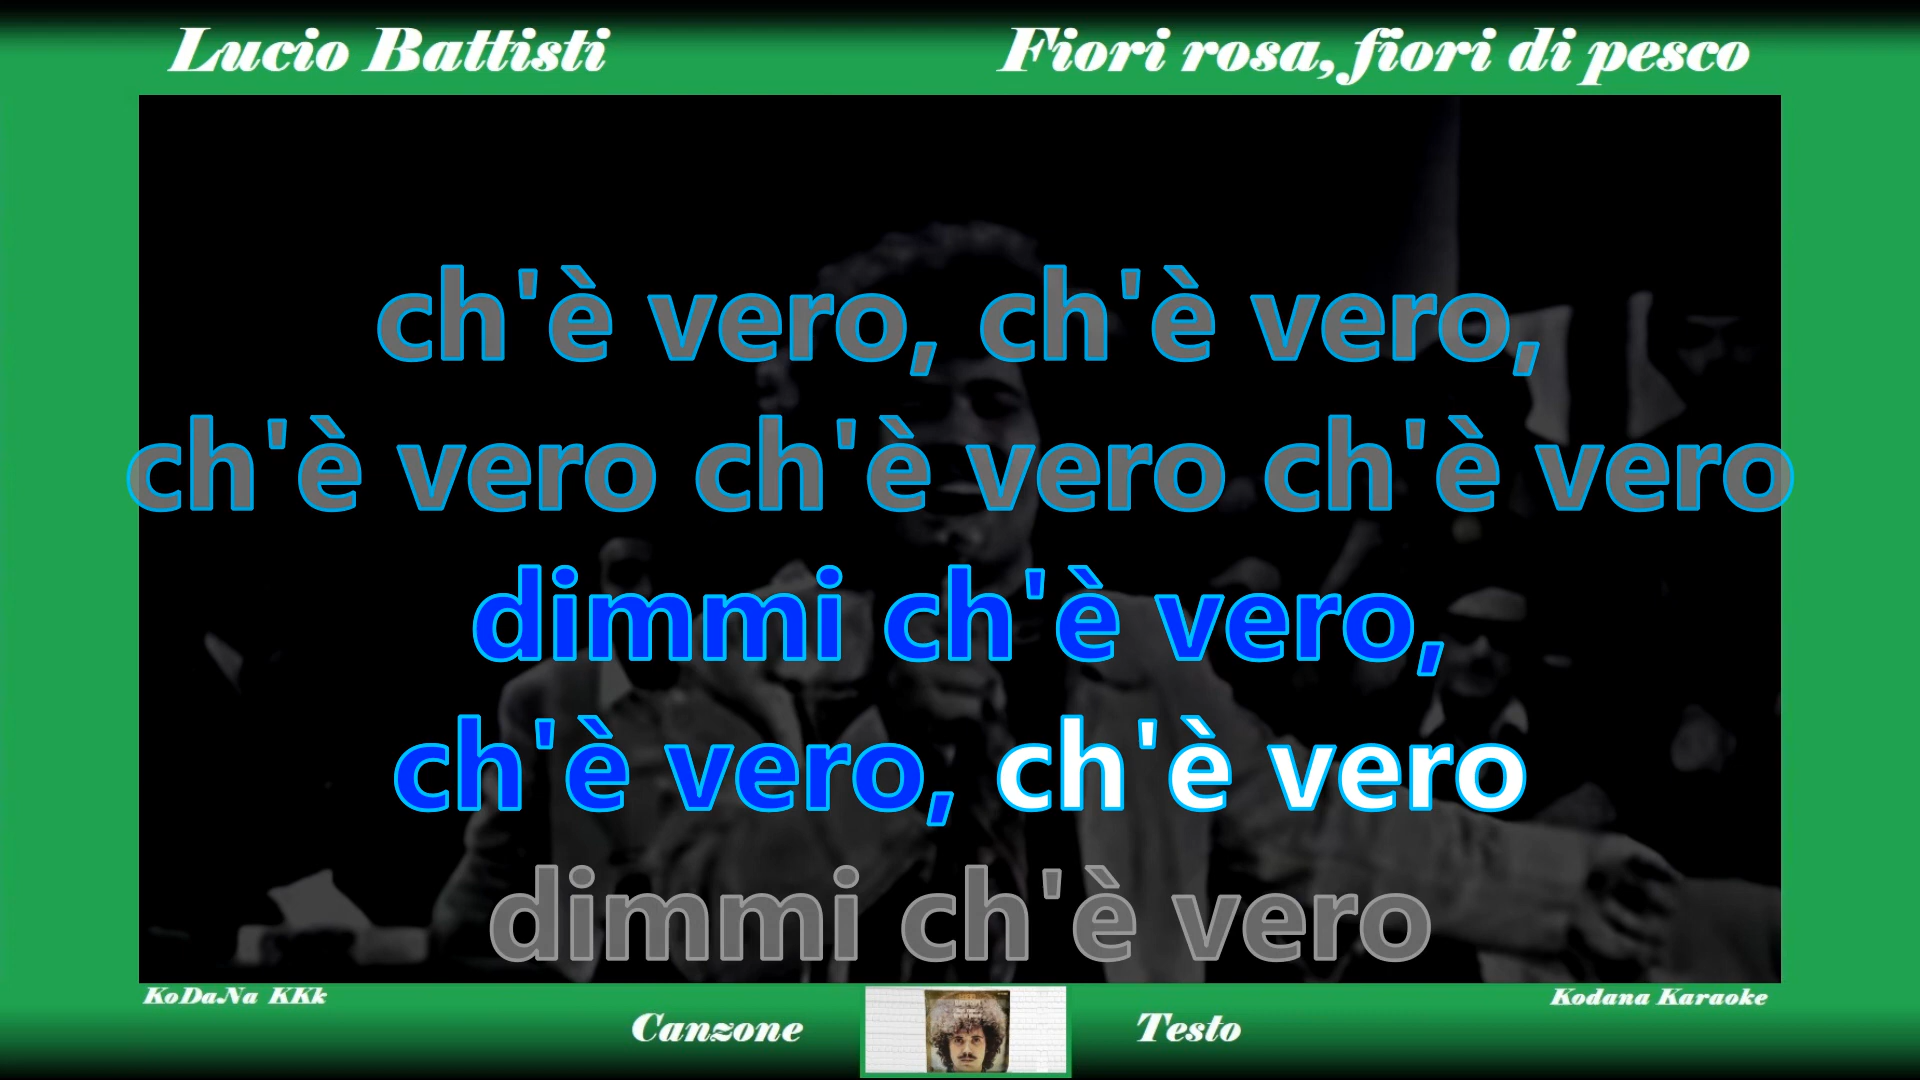 Lucio Battisti
Fiori rosa, fiori di pesco
ch'è vero, ch'è vero,
ch'è vero ch'è vero ch'è vero
dimmi ch'è vero,
ch'è vero, ch'è vero
dimmi ch'è vero
KoDaNa KKk
Kodana Karaoke
Canzone
Testo